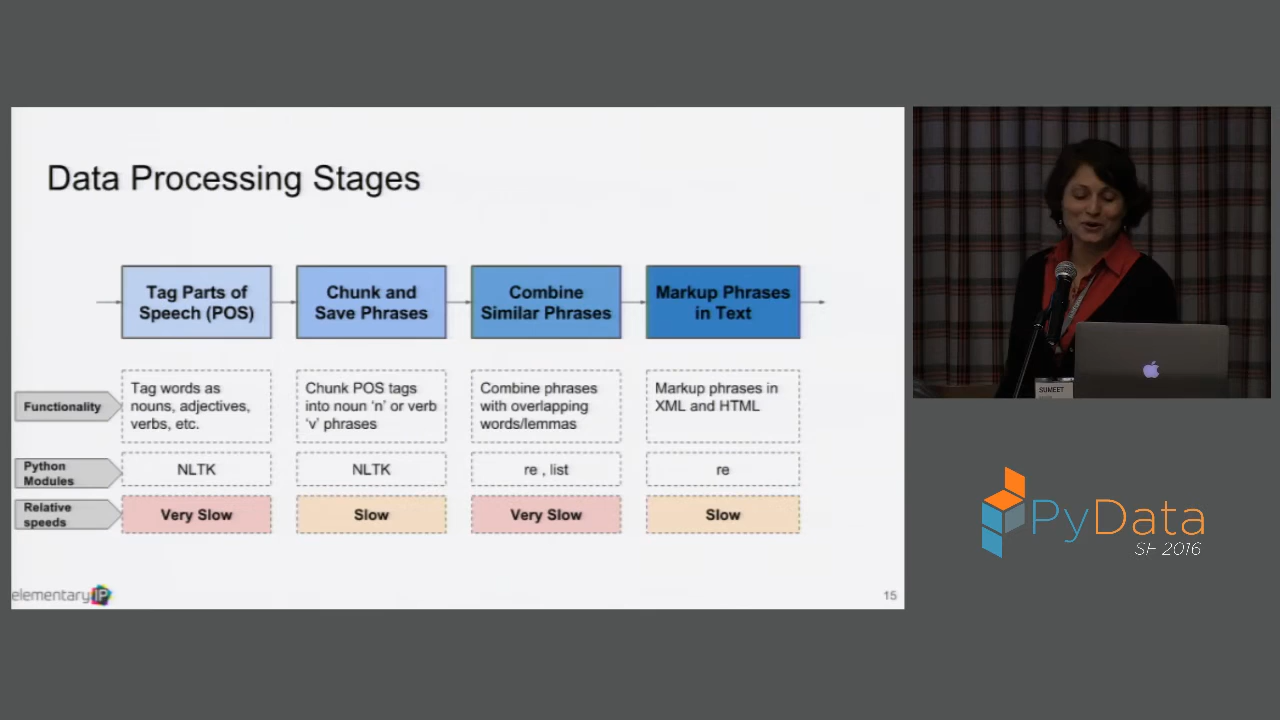 Data Processing Stages
Tag Parts of
Speech (POS)
Chunk and
Save Phrases
Combine
Similar Phrases
Markup Phrases
in Text
Functionality
Tag words as
nouns, adjectives,
verbs, etc.
Chunk POS tags
into noun ‘n’ or verb
‘v’ phrases
Combine phrases
with overlapping
words/lemmas
Markup phrases in
XML and HTML
Python
Modules
NLTK
NLTK
re , list
re
Relative
speeds
Very Slow
Slow
Very Slow
Slow
elementaryIP
15
SUMEET
PyData
SF 2016